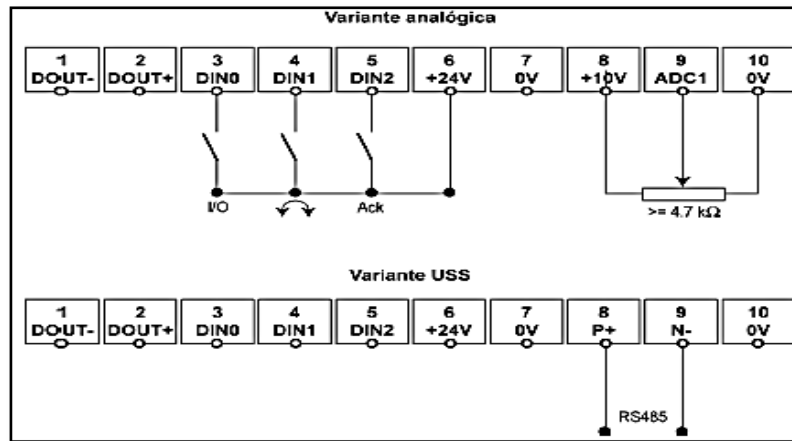 Variante analógica
1 2 3 4 5 6 7 8 9 10
DOUT- DOUT+ DIN0 DIN1 DIN2 +24V 0V +10V ADC1 0V
I/O Ack >= 4.7 kΩ
Variante USS
1 2 3 4 5 6 7 8 9 10
DOUT- DOUT+ DIN0 DIN1 DIN2 +24V 0V P+ N- 0V
RS485